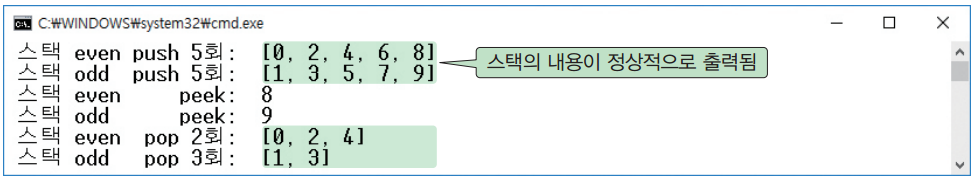 C:₩WINDOWS₩system32₩cmd.exe
스택 even push 5회: [0, 2, 4, 6, 8]
스택 odd push 5회: [1, 3, 5, 7, 9]
스택의 내용이 정상적으로 출력됨
스택 even peek: 8
스택 odd peek: 9
스택 even pop 2회: [0, 2, 4]
스택 odd pop 3회: [1, 3]